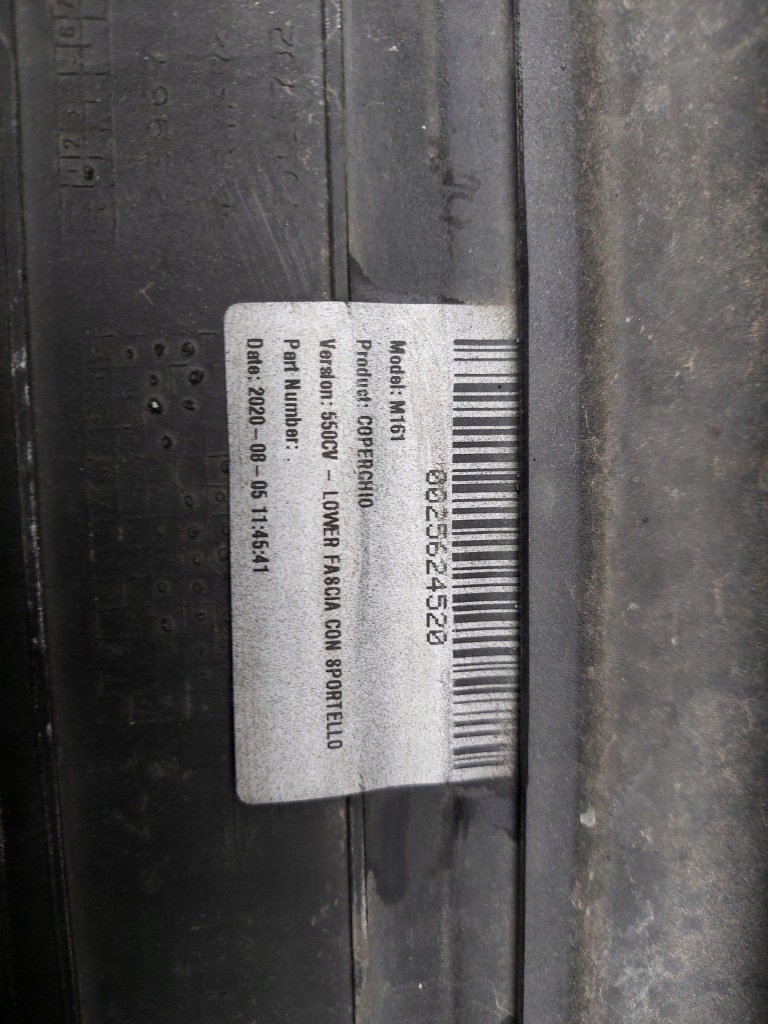 0025624520
Model: M161
Product: COPERCHIO
Version: 550CV - LOWER FASCIA CON SPORTELLO
Part Number: .
Date: 2020-08-05 11:45:41